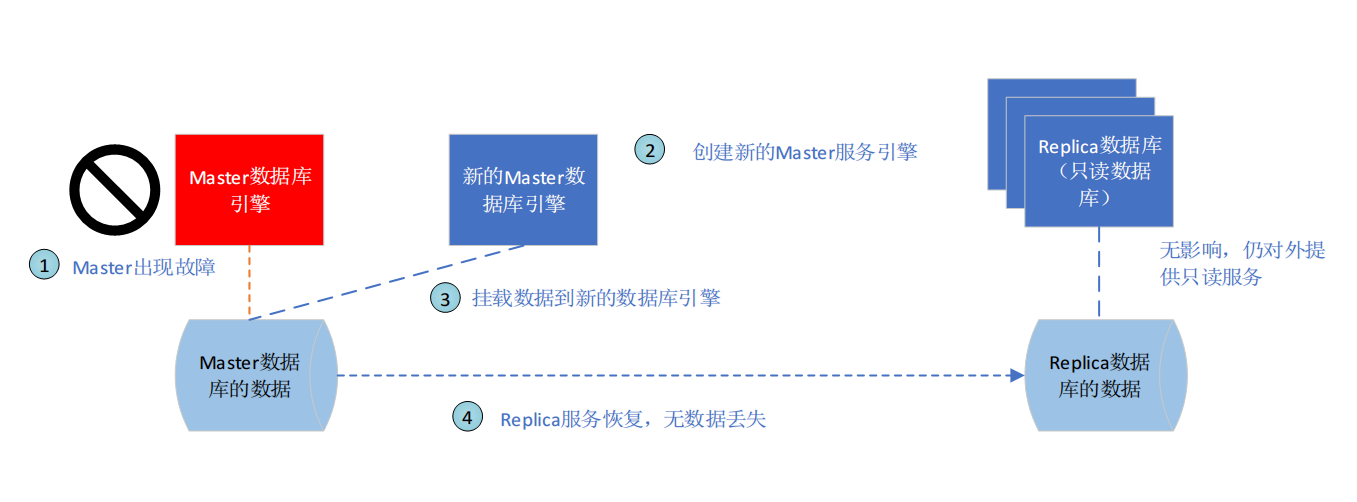 Master数据库
引擎
新的Master数
据库引擎
2
创建新的Master服务引擎
Replica数据库
（只读数据
库）
1
Master出现故障
3
挂载数据到新的数据库引擎
无影响，仍对外提
供只读服务
Master数据
库的数据
Replica数据
库的数据
4
Replica服务恢复，无数据丢失